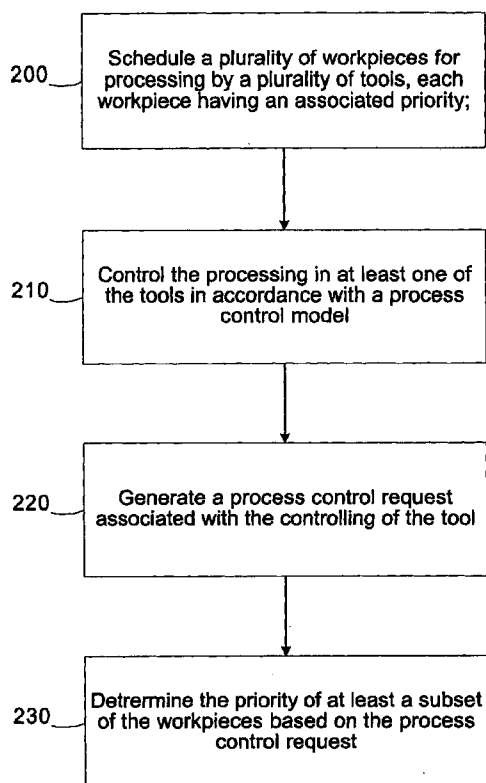 200
Schedule a plurality of workpieces for
processing by a plurality of tools, each
workpiece having an associated priority;
210
Control the processing in at least one of
the tools in accordance with a process
control model
220
Generate a process control request
associated with the controlling of the tool
230
Detrermine the priority of at least a subset
of the workpieces based on the process
control request